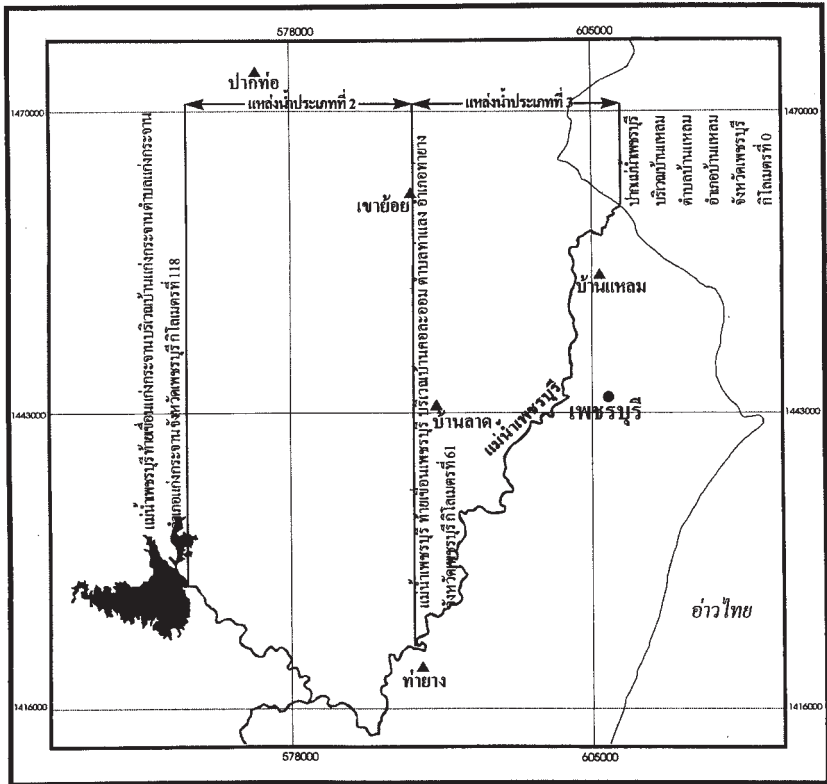 578000
605000
ปากท่อ
แหล่งน้ำประเภทที่ 2
แหล่งน้ำประเภทที่ 3
1470000
1470000
ปากแม่น้ำเพชรบุรี
บริเวณบ้านแหลม
ตำบลบ้านแหลม
อำเภอบ้านแหลม
จังหวัดเพชรบุรี
กิโลเมตรที่ 0
แม่น้ำเพชรบุรีท้ายเขื่อนแก่งกระจานบริเวณบ้านแก่งกระจานตำบลแก่งกระจาน
อำเภอแก่งกระจานจังหวัดเพชรบุรีกิโลเมตรที่ 118
เขาย้อย
แม่น้ำเพชรบุรี ท้ายเขื่อนเพชรบุรี บริเวณบ้านคอละออม ตำบลท่าแลง อำเภอท่ายาง
จังหวัดเพชรบุรี กิโลเมตรที่ 61
บ้านแหลม
แม่น้ำเพชรบุรี
เพชรบุรี
บ้านลาด
1443000
1443000
อ่าวไทย
ท่ายาง
1416000
1416000
578000
605000